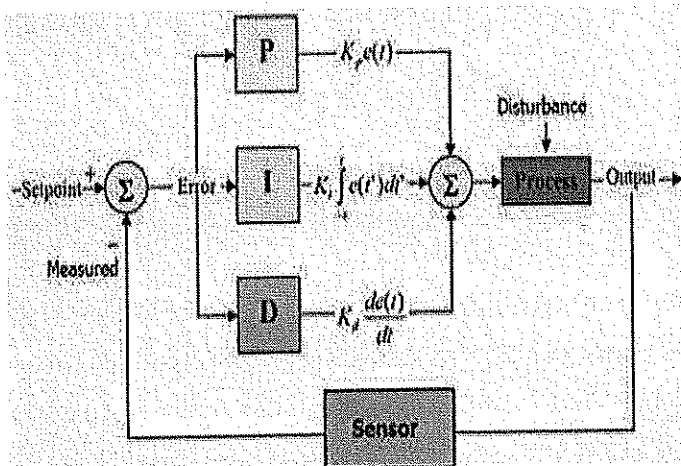 P
K_p e(t)
Disturbance
Setpoint
+
Σ
Error
I
K_i ∫ e(t')dt'
Σ
Process
Output
−
Measured
D
K_d de(t)/dt
Sensor